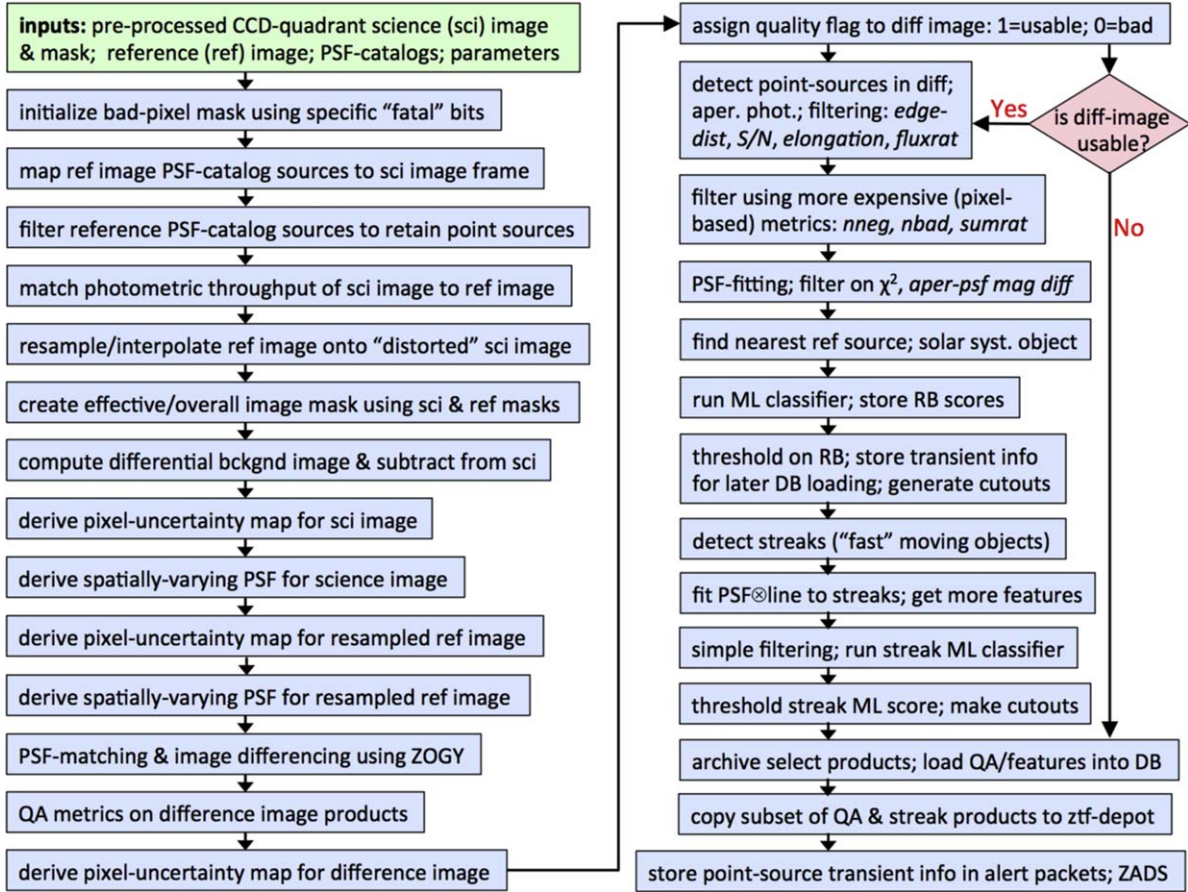 inputs: pre-processed CCD-quadrant science (sci) image
& mask; reference (ref) image; PSF-catalogs; parameters
initialize bad-pixel mask using specific “fatal” bits
map ref image PSF-catalog sources to sci image frame
filter reference PSF-catalog sources to retain point sources
match photometric throughput of sci image to ref image
resample/interpolate ref image onto “distorted” sci image
create effective/overall image mask using sci & ref masks
compute differential bckgnd image & subtract from sci
derive pixel-uncertainty map for sci image
derive spatially-varying PSF for science image
derive pixel-uncertainty map for resampled ref image
derive spatially-varying PSF for resampled ref image
PSF-matching & image differencing using ZOGY
QA metrics on difference image products
derive pixel-uncertainty map for difference image
assign quality flag to diff image: 1=usable; 0=bad
detect point-sources in diff;
aper. phot.; filtering: edge-
dist, S/N, elongation, fluxrat
Yes
is diff-image
usable?
No
filter using more expensive (pixel-
based) metrics: nneg, nbad, sumrat
PSF-fitting; filter on χ², aper-psf mag diff
find nearest ref source; solar syst. object
run ML classifier; store RB scores
threshold on RB; store transient info
for later DB loading; generate cutouts
detect streaks (“fast” moving objects)
fit PSF⊗line to streaks; get more features
simple filtering; run streak ML classifier
threshold streak ML score; make cutouts
archive select products; load QA/features into DB
copy subset of QA & streak products to ztf-depot
store point-source transient info in alert packets; ZADS